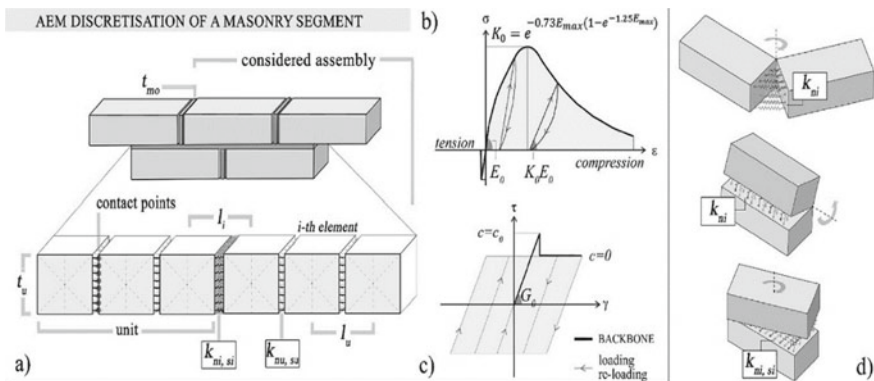 AEM DISCRETISATION OF A MASONRY SEGMENT
considered assembly
t_mo
contact points
l_i
i-th element
t_u
unit
k_ni, si
k_nu, su
l_u
a)
b)
σ
K_0 = e^-0.73E_max(1-e^-1.25E_max)
tension
compression
ε
E_0
K_0E_0
τ
c=c_0
c=0
G_0
γ
BACKBONE
loading
re-loading
c)
k_ni
k_ni
k_ni, si
d)